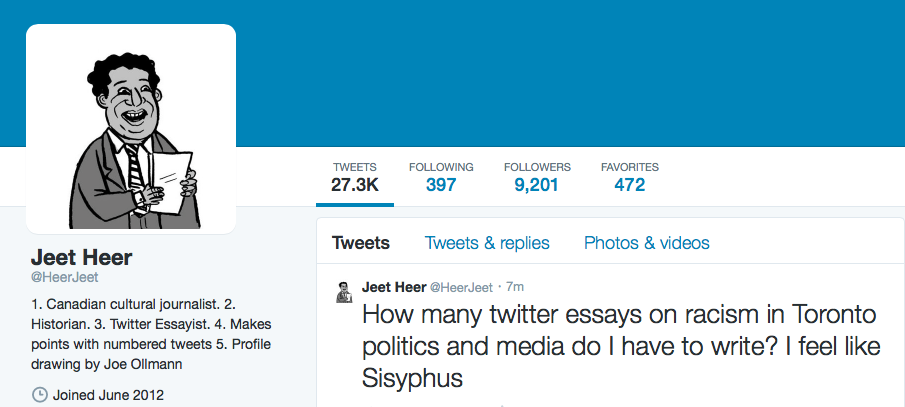 TWEETS FOLLOWING FOLLOWERS FAVORITES
27.3K 397 9,201 472
Jeet Heer
@HeerJeet
1. Canadian cultural journalist. 2.
Historian. 3. Twitter Essayist. 4. Makes
points with numbered tweets 5. Profile
drawing by Joe Ollmann
Joined June 2012
Tweets Tweets & replies Photos & videos
Jeet Heer @HeerJeet · 7m
How many twitter essays on racism in Toronto
politics and media do I have to write? I feel like
Sisyphus